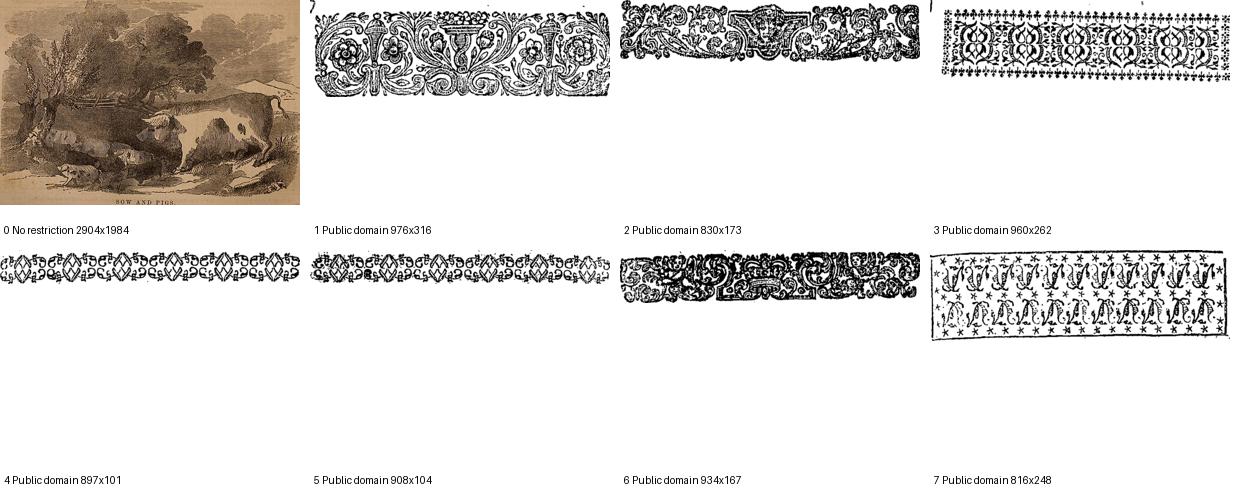 SOW AND PIGS.
0 No restriction 2904x1984
1 Public domain 976x316
2 Public domain 830x173
3 Public domain 960x262
4 Public domain 897x101
5 Public domain 908x104
6 Public domain 934x167
7 Public domain 816x248